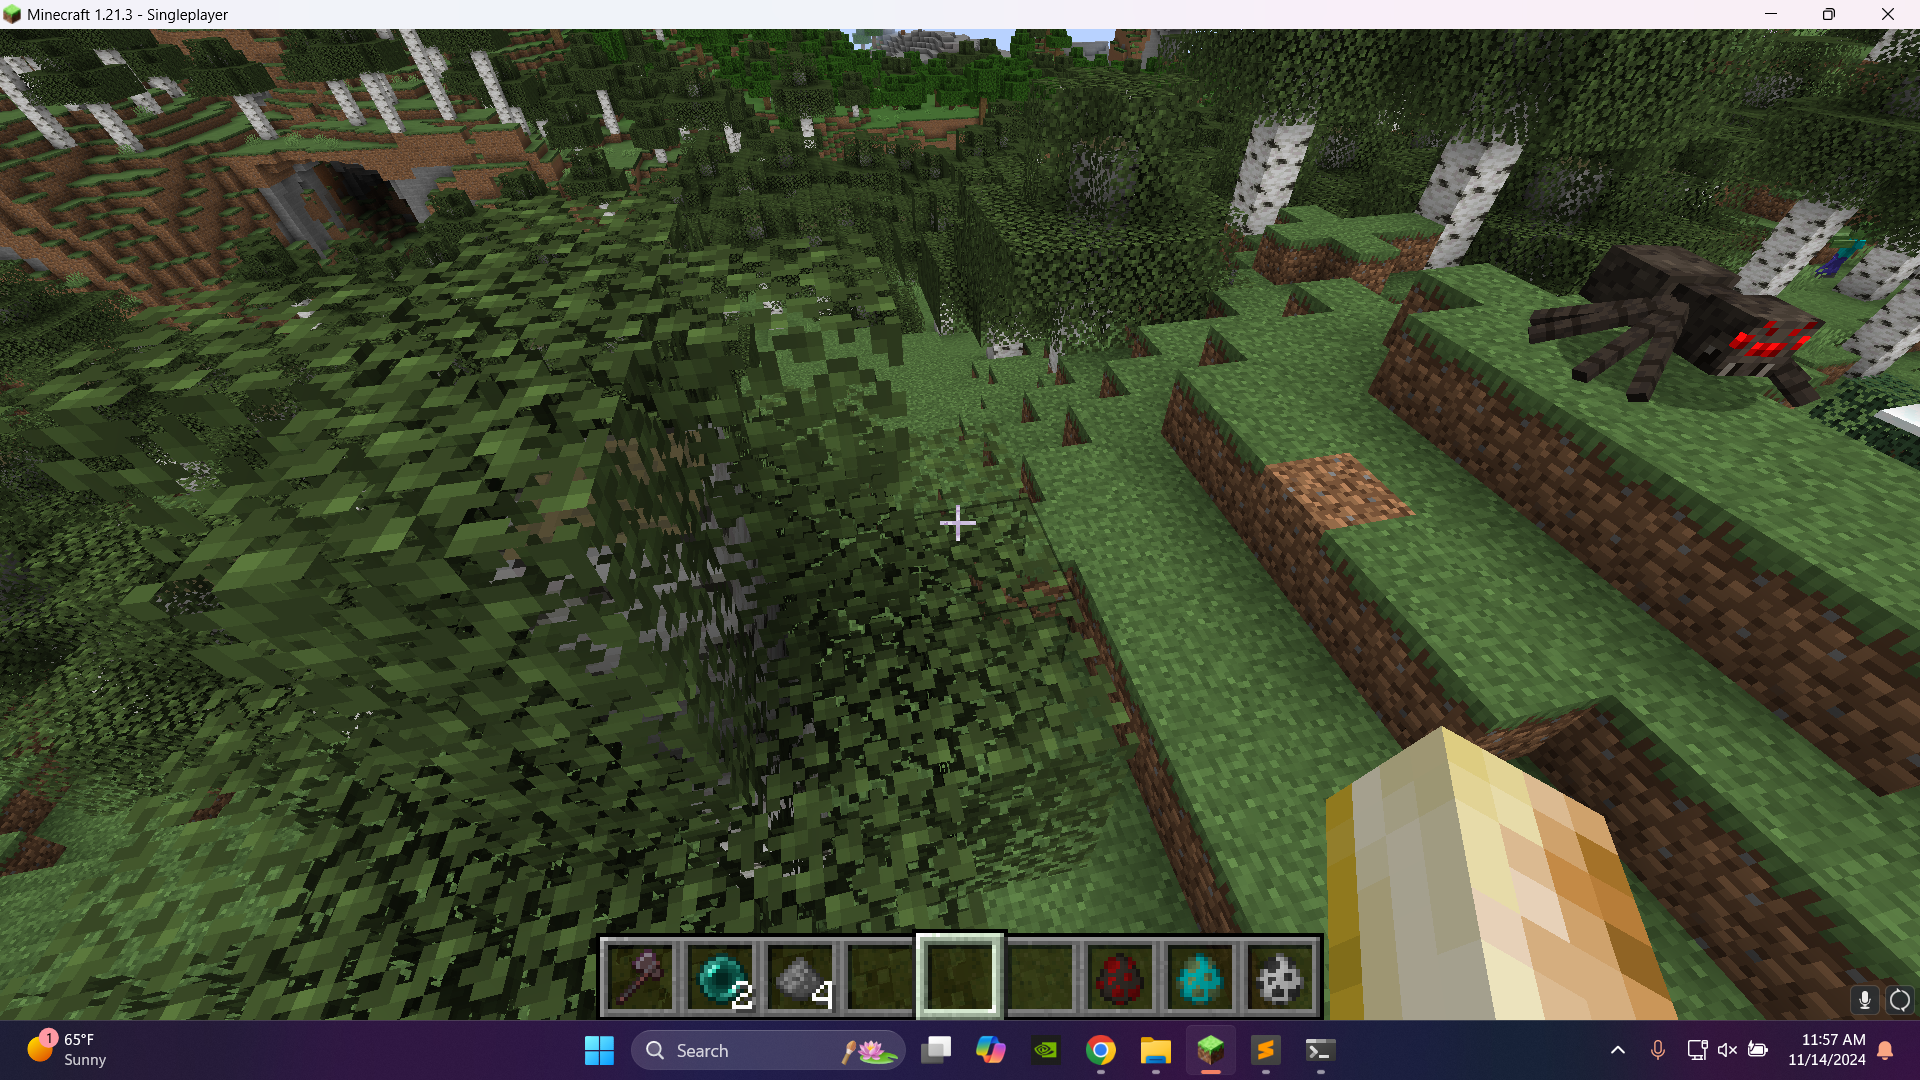 Minecraft 1.21.3 - Singleplayer
2
4
1
65°F
Sunny
Search
11:57 AM
11/14/2024